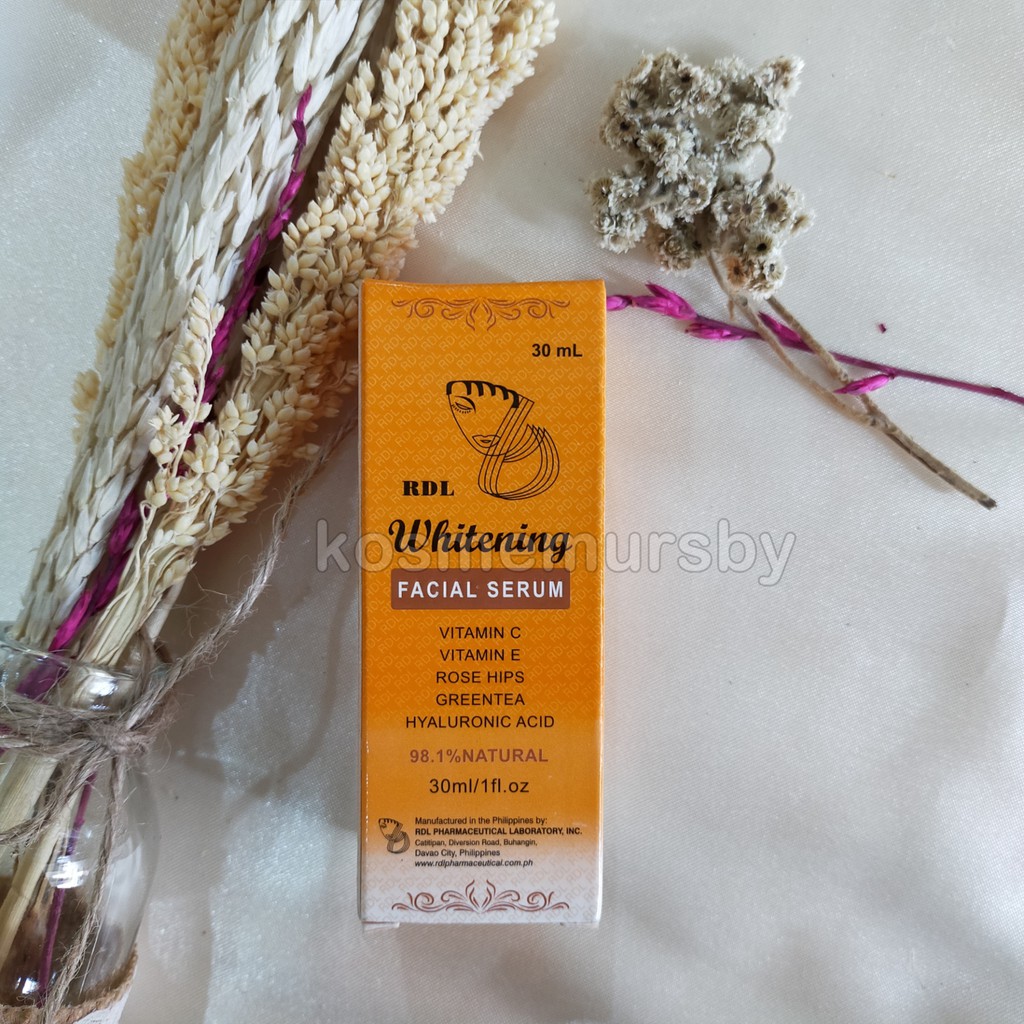 30 mL
RDL
Whitening
kosmemursby
FACIAL SERUM
VITAMIN C
VITAMIN E
ROSE HIPS
GREENTEA
HYALURONIC ACID
98.1%NATURAL
30ml/1fl.oz
Manufactured in the Philippines by:
RDL PHARMACEUTICAL LABORATORY, INC.
Catitipan, Diversion Road, Buhangin,
Davao City, Philippines
www.rdlpharmaceutical.com.ph